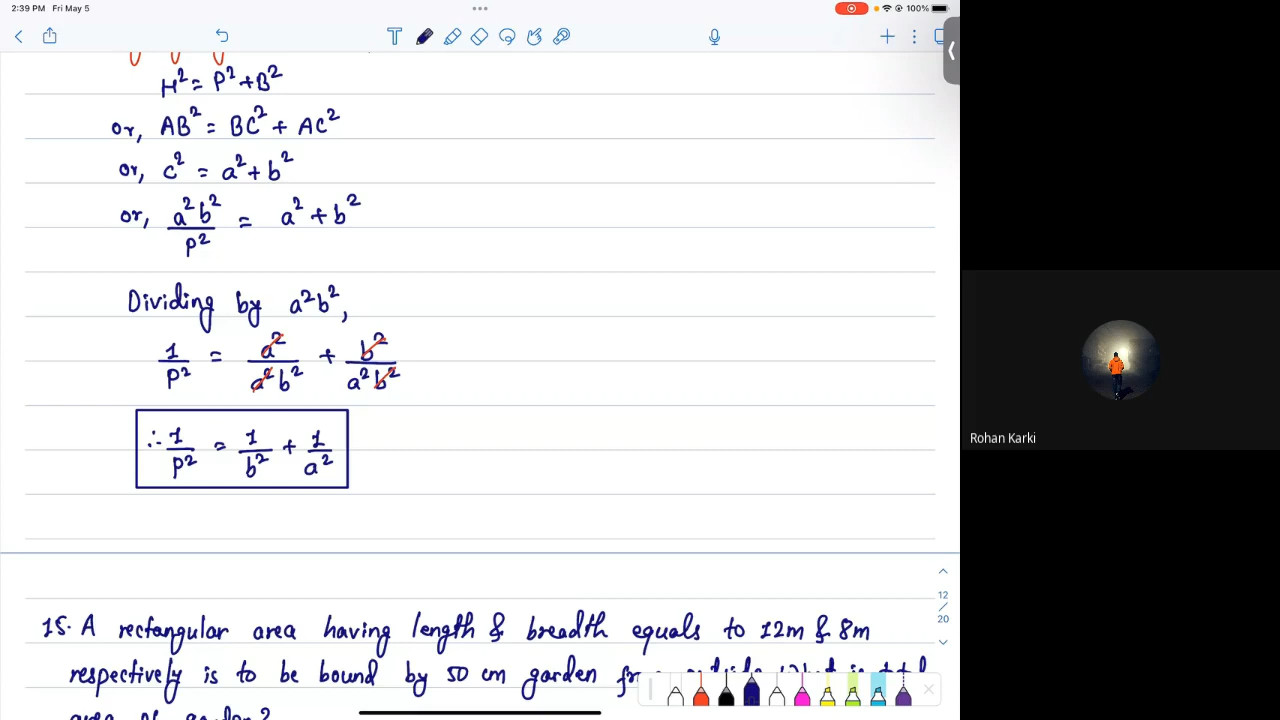 2:39 PM Fri May 5
100%
H² = P² + B²
or, AB² = BC² + AC²
or, c² = a² + b²
or, a²b²/P² = a² + b²
Dividing by a²b²,
1/P² = a²/a²b² + b²/a²b²
∴ 1/P² = 1/b² + 1/a²
Rohan Karki
12
/
20
15. A rectangular area having length & breadth equals to 12m & 8m
respectively is to be bound by 50 cm garden